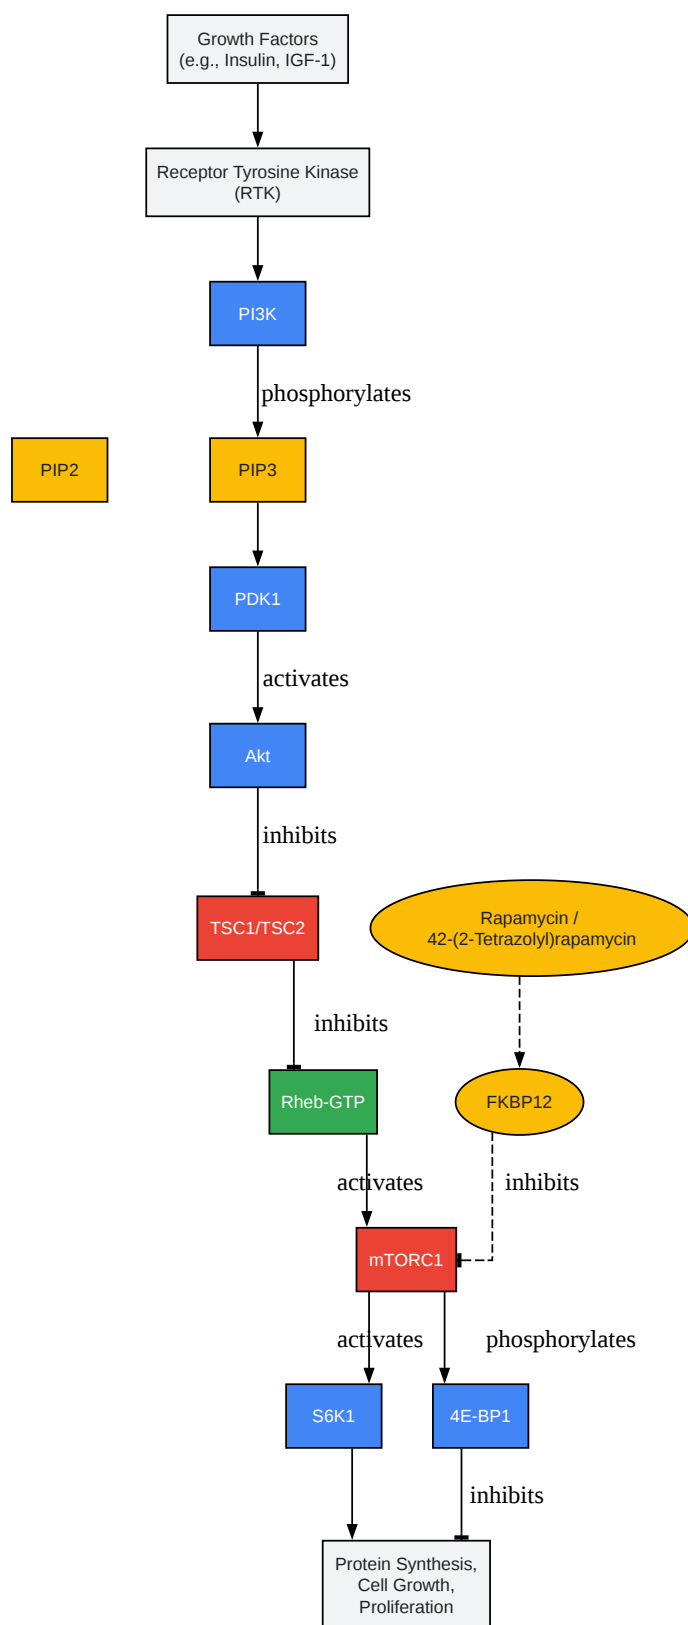 Growth Factors
(e.g., Insulin, IGF-1)
Receptor Tyrosine Kinase
(RTK)
PI3K
phosphorylates
PIP2
PIP3
PDK1
activates
Akt
inhibits
TSC1/TSC2
Rapamycin /
42-(2-Tetrazolyl)rapamycin
inhibits
Rheb-GTP
FKBP12
activates
inhibits
mTORC1
activates
phosphorylates
S6K1
4E-BP1
inhibits
Protein Synthesis,
Cell Growth,
Proliferation